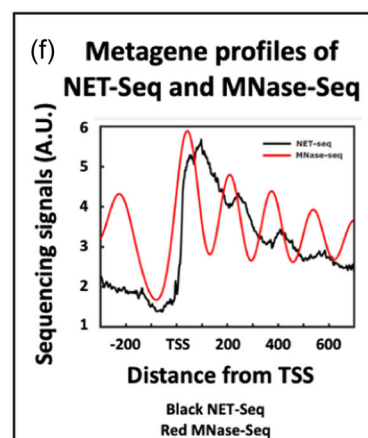 (f) Metagene profiles of
NET-Seq and MNase-Seq
Sequencing signals (A.U.)
6
5
4
3
2
1
NET-seq
MNase-seq
-200 TSS 200 400 600
Distance from TSS
Black NET-Seq
Red MNase-Seq